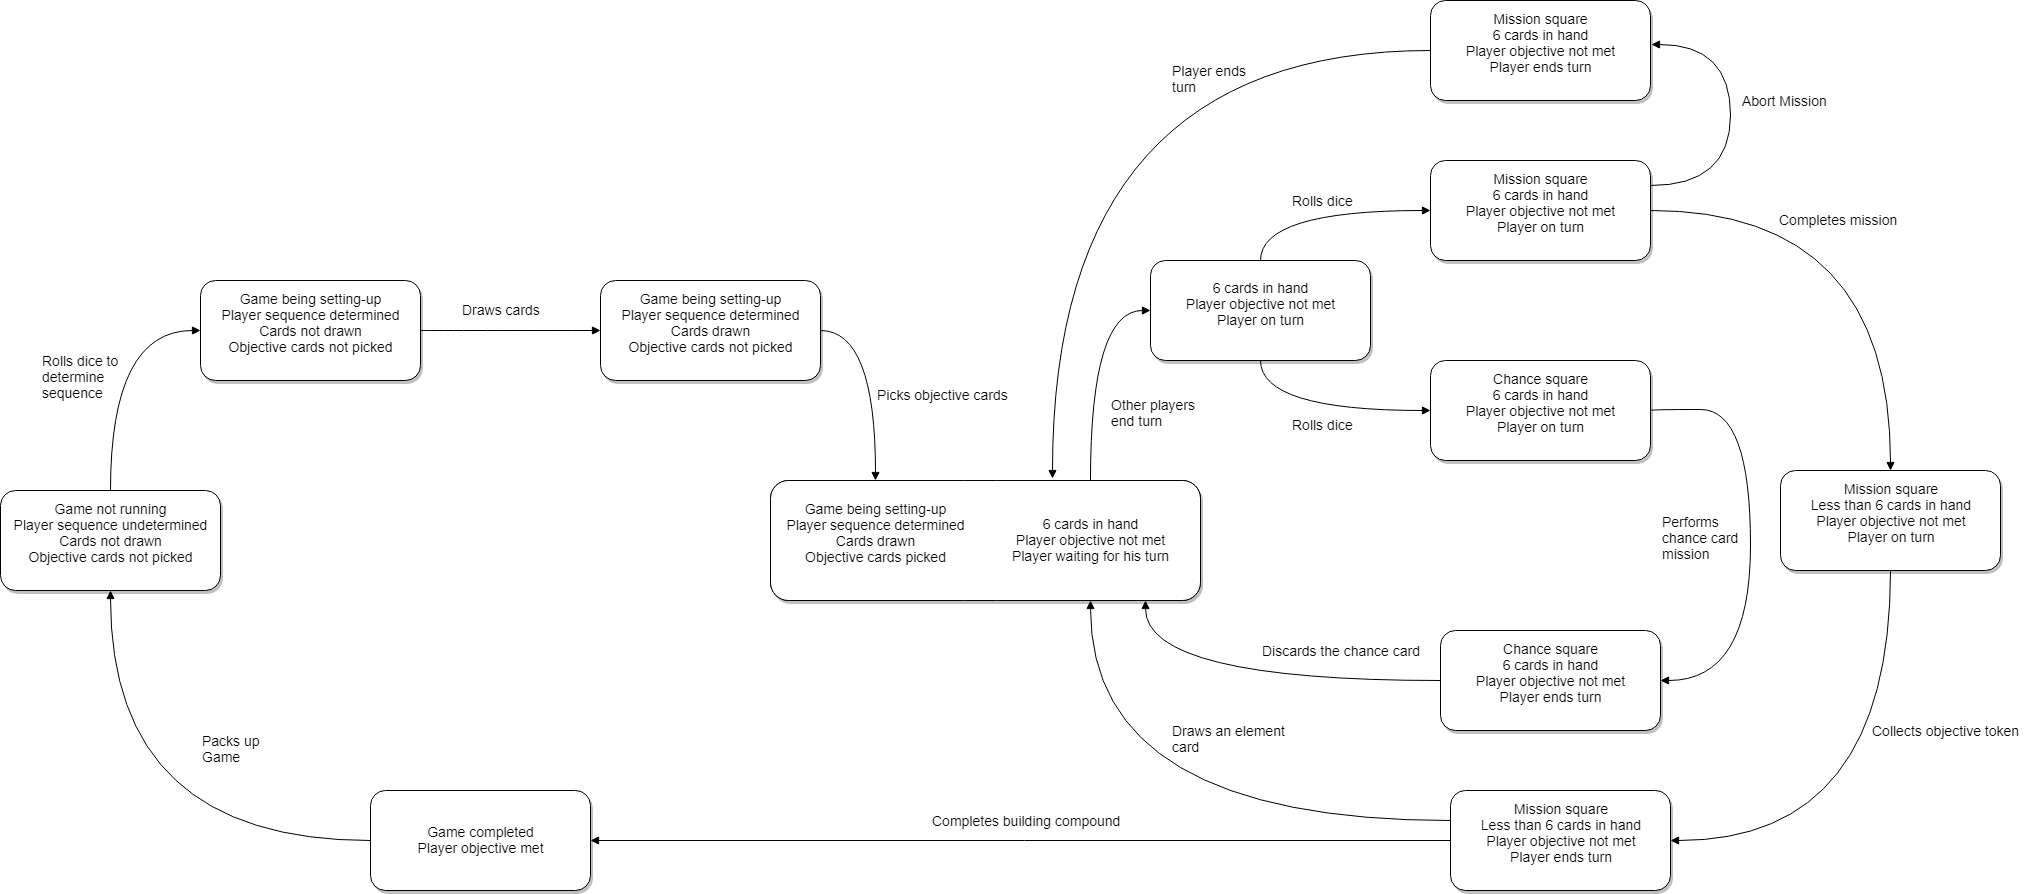 Mission square
6 cards in hand
Player objective not met
Player ends turn
Player ends
turn
Abort Mission
Mission square
6 cards in hand
Player objective not met
Player on turn
Rolls dice
Completes mission
6 cards in hand
Player objective not met
Player on turn
Game being setting-up
Player sequence determined
Cards not drawn
Objective cards not picked
Draws cards
Game being setting-up
Player sequence determined
Cards drawn
Objective cards not picked
Rolls dice to
determine
sequence
Picks objective cards
Other players
end turn
Rolls dice
Chance square
6 cards in hand
Player objective not met
Player on turn
Game not running
Player sequence undetermined
Cards not drawn
Objective cards not picked
Game being setting-up
Player sequence determined
Cards drawn
Objective cards picked
6 cards in hand
Player objective not met
Player waiting for his turn
Performs
chance card
mission
Mission square
Less than 6 cards in hand
Player objective not met
Player on turn
Discards the chance card
Chance square
6 cards in hand
Player objective not met
Player ends turn
Packs up
Game
Draws an element
card
Collects objective token
Game completed
Player objective met
Completes building compound
Mission square
Less than 6 cards in hand
Player objective not met
Player ends turn